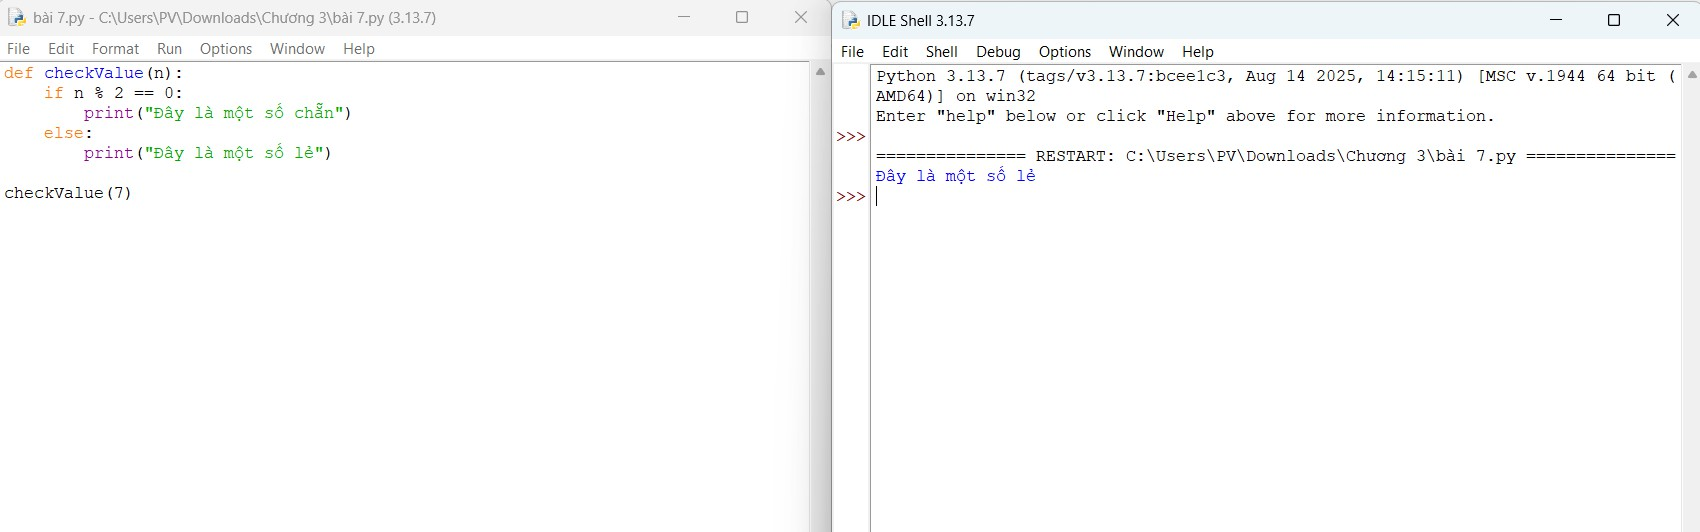 bài 7.py - C:\Users\PV\Downloads\Chương 3\bài 7.py (3.13.7)
File Edit Format Run Options Window Help
def checkValue(n):
    if n % 2 == 0:
        print("Đây là một số chẵn")
    else:
        print("Đây là một số lẻ")
checkValue(7)
IDLE Shell 3.13.7
File Edit Shell Debug Options Window Help
Python 3.13.7 (tags/v3.13.7:bcee1c3, Aug 14 2025, 14:15:11) [MSC v.1944 64 bit (
AMD64)] on win32
Enter "help" below or click "Help" above for more information.
>>>
=============== RESTART: C:\Users\PV\Downloads\Chương 3\bài 7.py ===============
Đây là một số lẻ
>>>